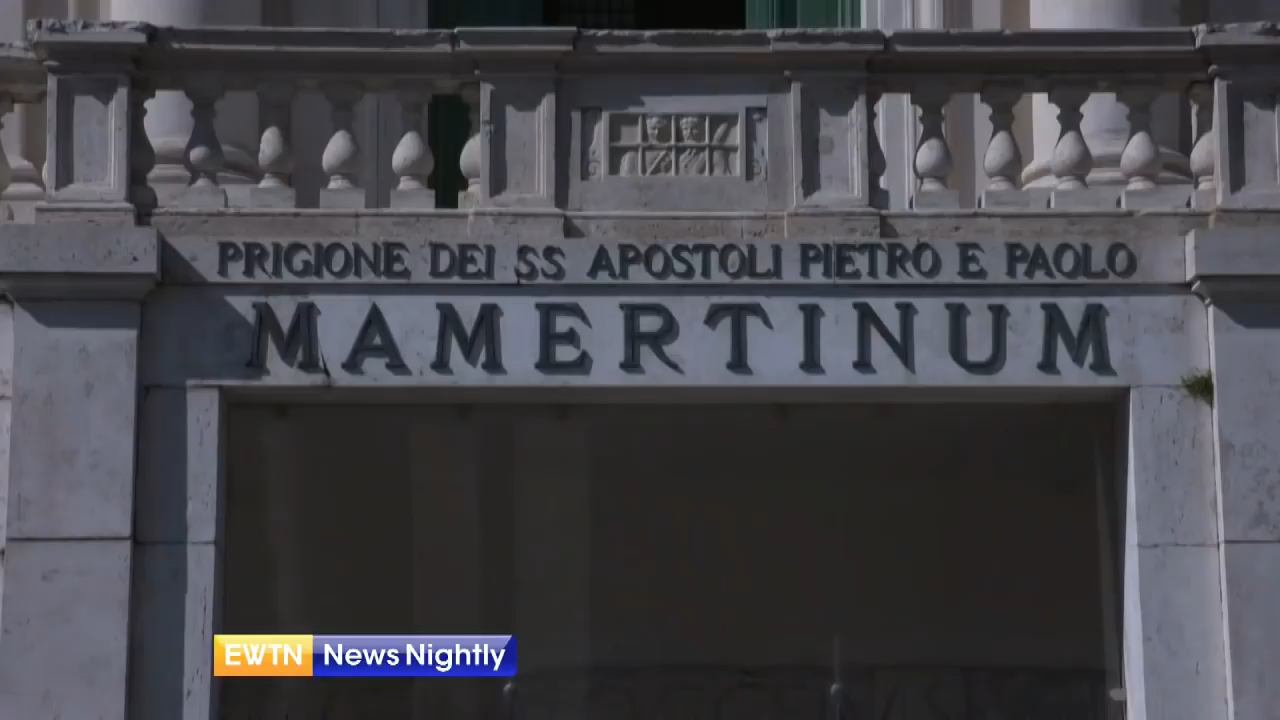 PRIGIONE DEI SS APOSTOLI PIETRO E PAOLO
MAMERTINUM
EWTN News Nightly